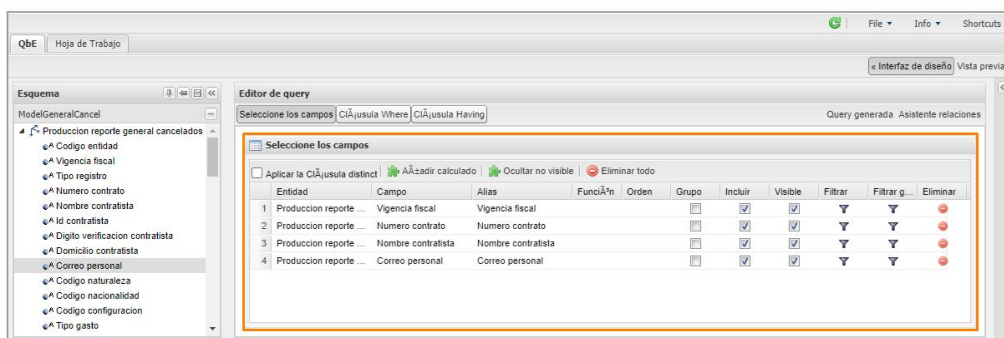 File Info Shortcuts
QbE Hoja de Trabajo
« Interfaz de diseño Vista previa
Esquema
Editor de query
ModelGeneralCancel
Seleccione los campos ClÃ¡usula Where ClÃ¡usula Having Query generada Asistente relaciones
Produccion reporte general cancelados
Codigo entidad
Vigencia fiscal
Tipo registro
Numero contrato
Nombre contratista
Id contratista
Digito verificacion contratista
Domicilio contratista
Correo personal
Codigo naturaleza
Codigo nacionalidad
Codigo configuracion
Tipo gasto
Seleccione los campos
Aplicar la ClÃ¡usula distinct AÃ±adir calculado Ocultar no visible Eliminar todo
Entidad Campo Alias FunciÃ³n Orden Grupo Incluir Visible Filtrar Filtrar g... Eliminar
1 Produccion reporte ... Vigencia fiscal Vigencia fiscal
2 Produccion reporte ... Numero contrato Numero contrato
3 Produccion reporte ... Nombre contratista Nombre contratista
4 Produccion reporte ... Correo personal Correo personal